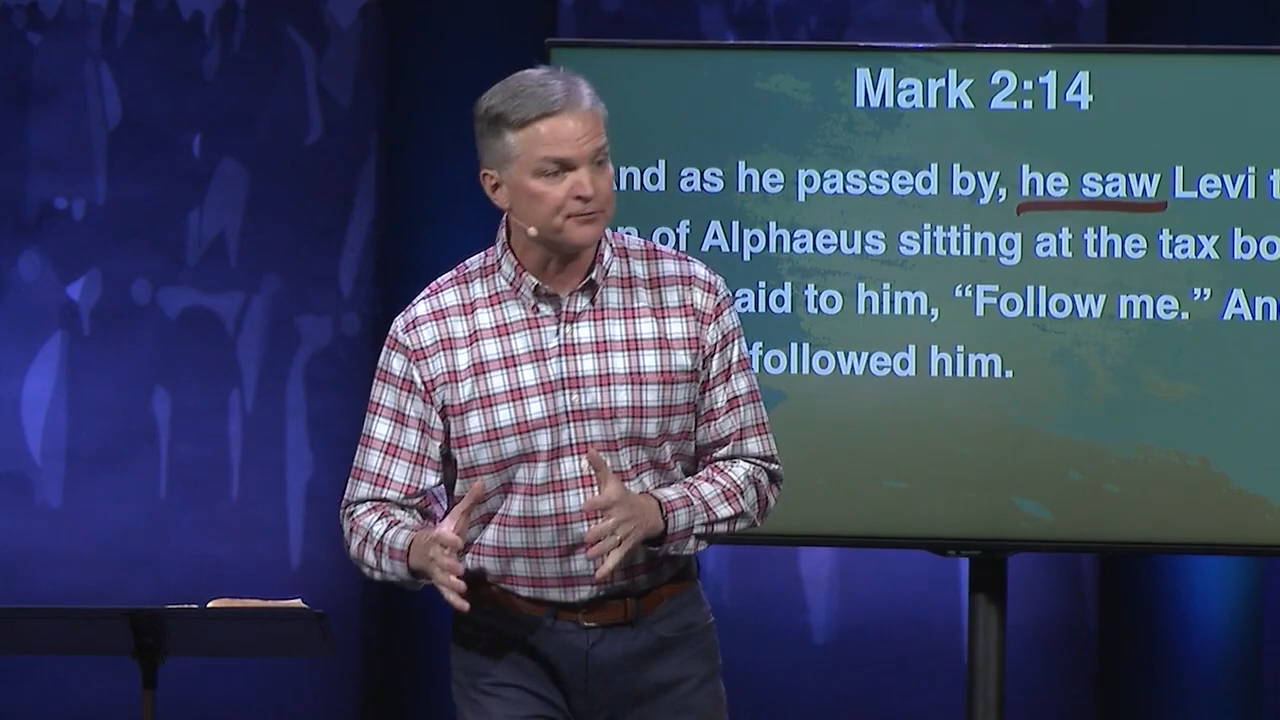 Mark 2:14
nd as he passed by, he saw Levi t
n of Alphaeus sitting at the tax bo
aid to him, “Follow me.” An
followed him.